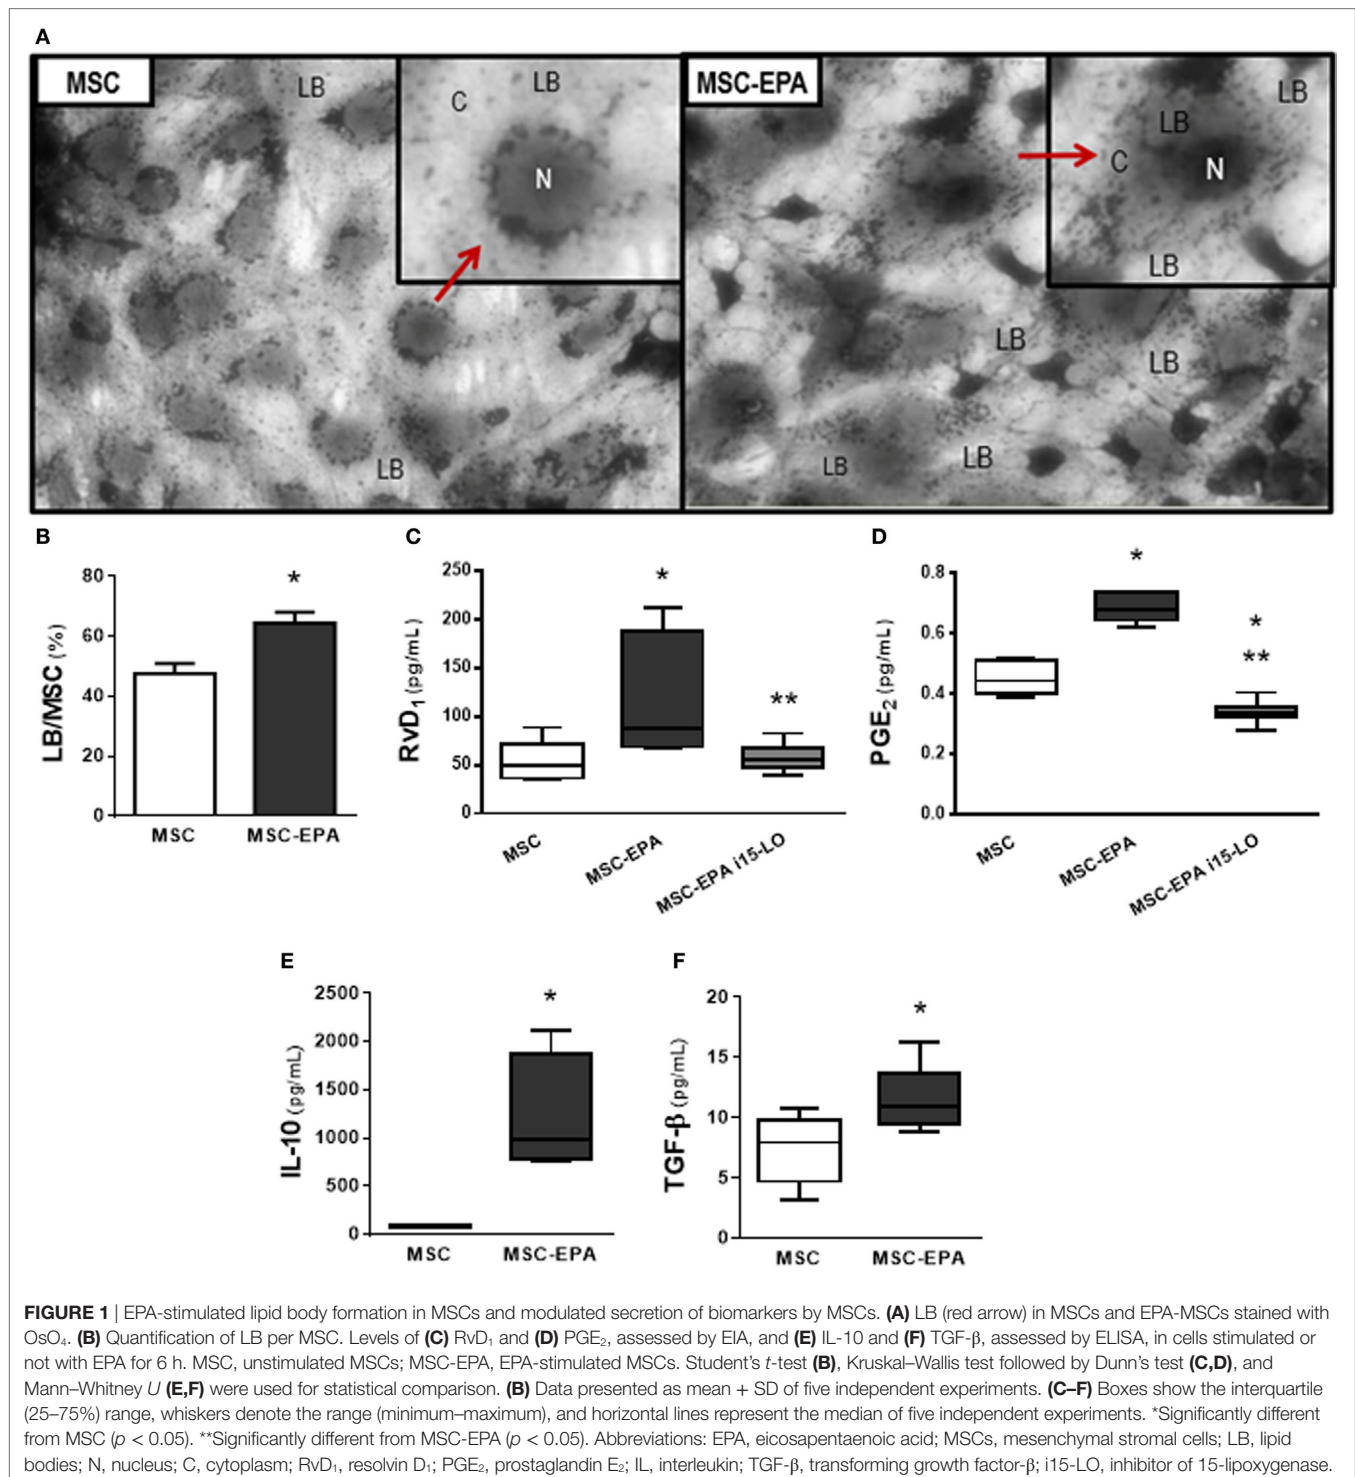 A
MSC
LB
C
LB
N
LB
MSC-EPA
LB
LB
C
N
LB
LB
LB
LB
LB
B
LB/MSC (%)
80
60
40
20
0
*
MSC
MSC-EPA
C
RvD₁ (pg/mL)
250
200
150
100
50
0
*
**
MSC
MSC-EPA
MSC-EPA i15-LO
D
PGE₂ (pg/mL)
0.8
0.6
0.4
0.2
0.0
*
*
**
MSC
MSC-EPA
MSC-EPA i15-LO
E
IL-10 (pg/mL)
2500
2000
1500
1000
500
0
*
MSC
MSC-EPA
F
TGF-β (pg/mL)
20
15
10
5
0
*
MSC
MSC-EPA
FIGURE 1 | EPA-stimulated lipid body formation in MSCs and modulated secretion of biomarkers by MSCs. (A) LB (red arrow) in MSCs and EPA-MSCs stained with
OsO₄. (B) Quantification of LB per MSC. Levels of (C) RvD₁ and (D) PGE₂, assessed by EIA, and (E) IL-10 and (F) TGF-β, assessed by ELISA, in cells stimulated or
not with EPA for 6 h. MSC, unstimulated MSCs; MSC-EPA, EPA-stimulated MSCs. Student's t-test (B), Kruskal–Wallis test followed by Dunn's test (C,D), and
Mann–Whitney U (E,F) were used for statistical comparison. (B) Data presented as mean + SD of five independent experiments. (C–F) Boxes show the interquartile
(25–75%) range, whiskers denote the range (minimum–maximum), and horizontal lines represent the median of five independent experiments. *Significantly different
from MSC (p < 0.05). **Significantly different from MSC-EPA (p < 0.05). Abbreviations: EPA, eicosapentaenoic acid; MSCs, mesenchymal stromal cells; LB, lipid
bodies; N, nucleus; C, cytoplasm; RvD₁, resolvin D₁; PGE₂, prostaglandin E₂; IL, interleukin; TGF-β, transforming growth factor-β; i15-LO, inhibitor of 15-lipoxygenase.